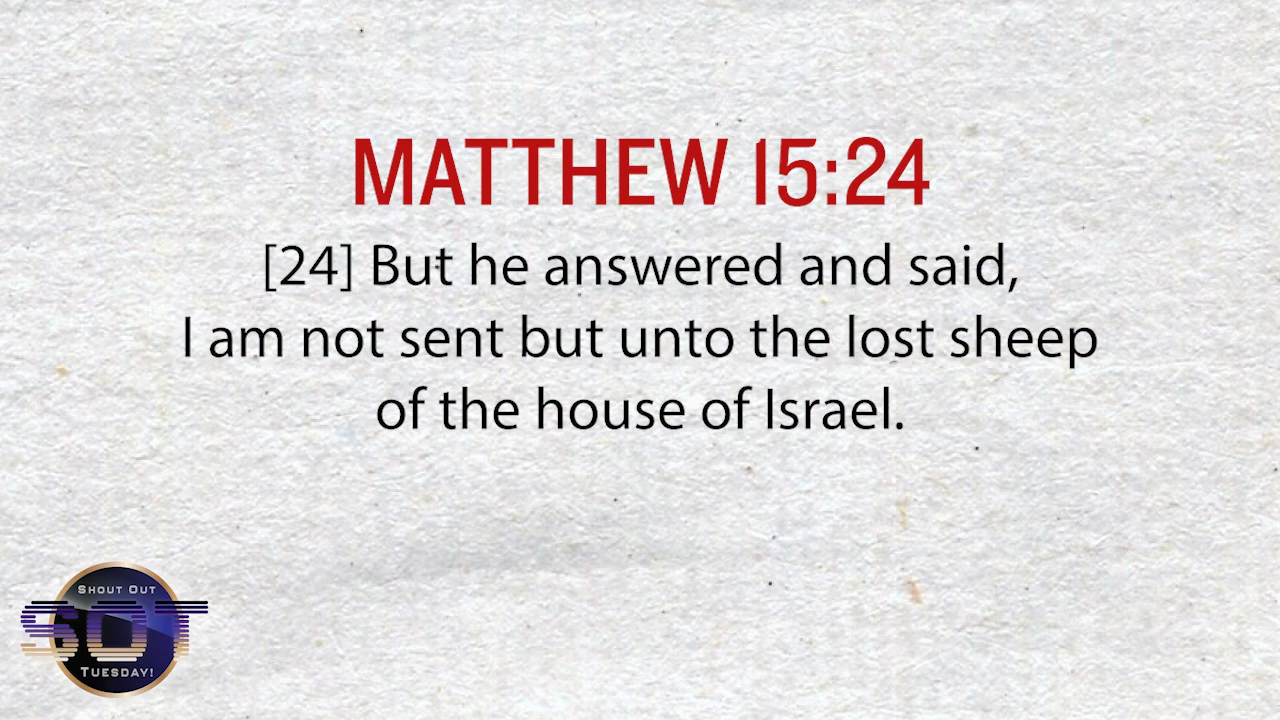 MATTHEW 15:24
[24] But he answered and said,
I am not sent but unto the lost sheep
of the house of Israel.
SHOUT OUT
SOT
TUESDAY!